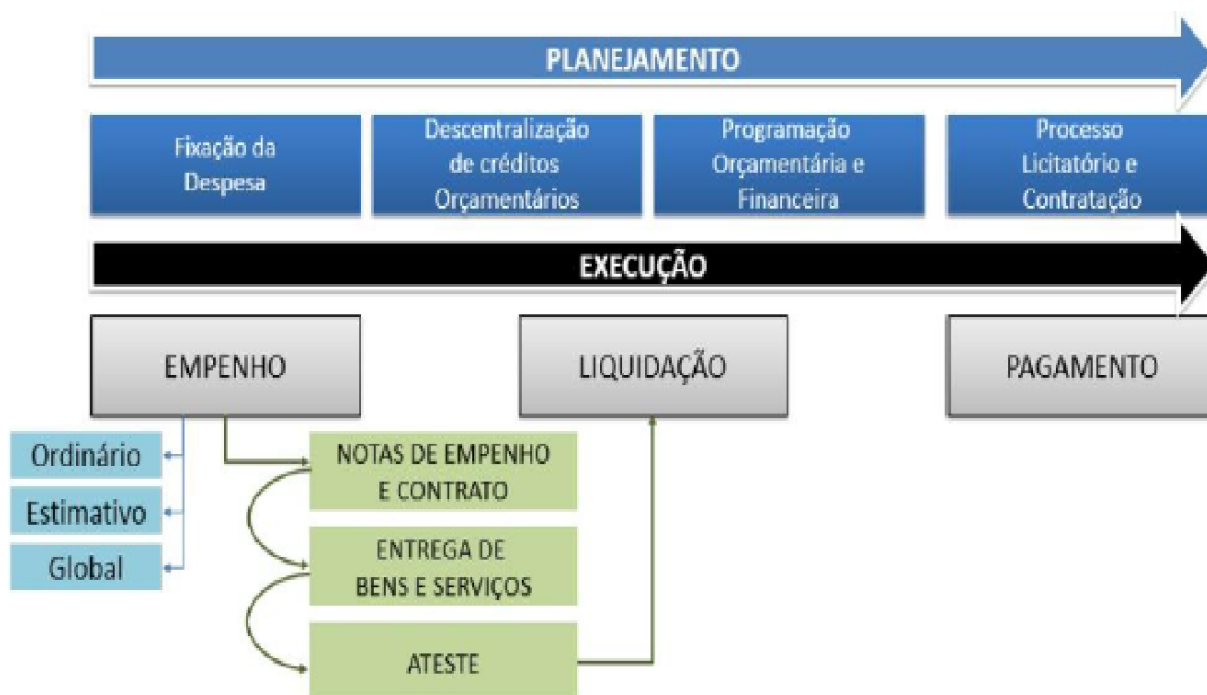 PLANEJAMENTO
Fixação da
Despesa
Descentralização
de créditos
Orçamentários
Programação
Orçamentária e
Financeira
Processo
Licitatório e
Contratação
EXECUÇÃO
EMPENHO
LIQUIDAÇÃO
PAGAMENTO
Ordinário
Estimativo
Global
NOTAS DE EMPENHO
E CONTRATO
ENTREGA DE
BENS E SERVIÇOS
ATESTE